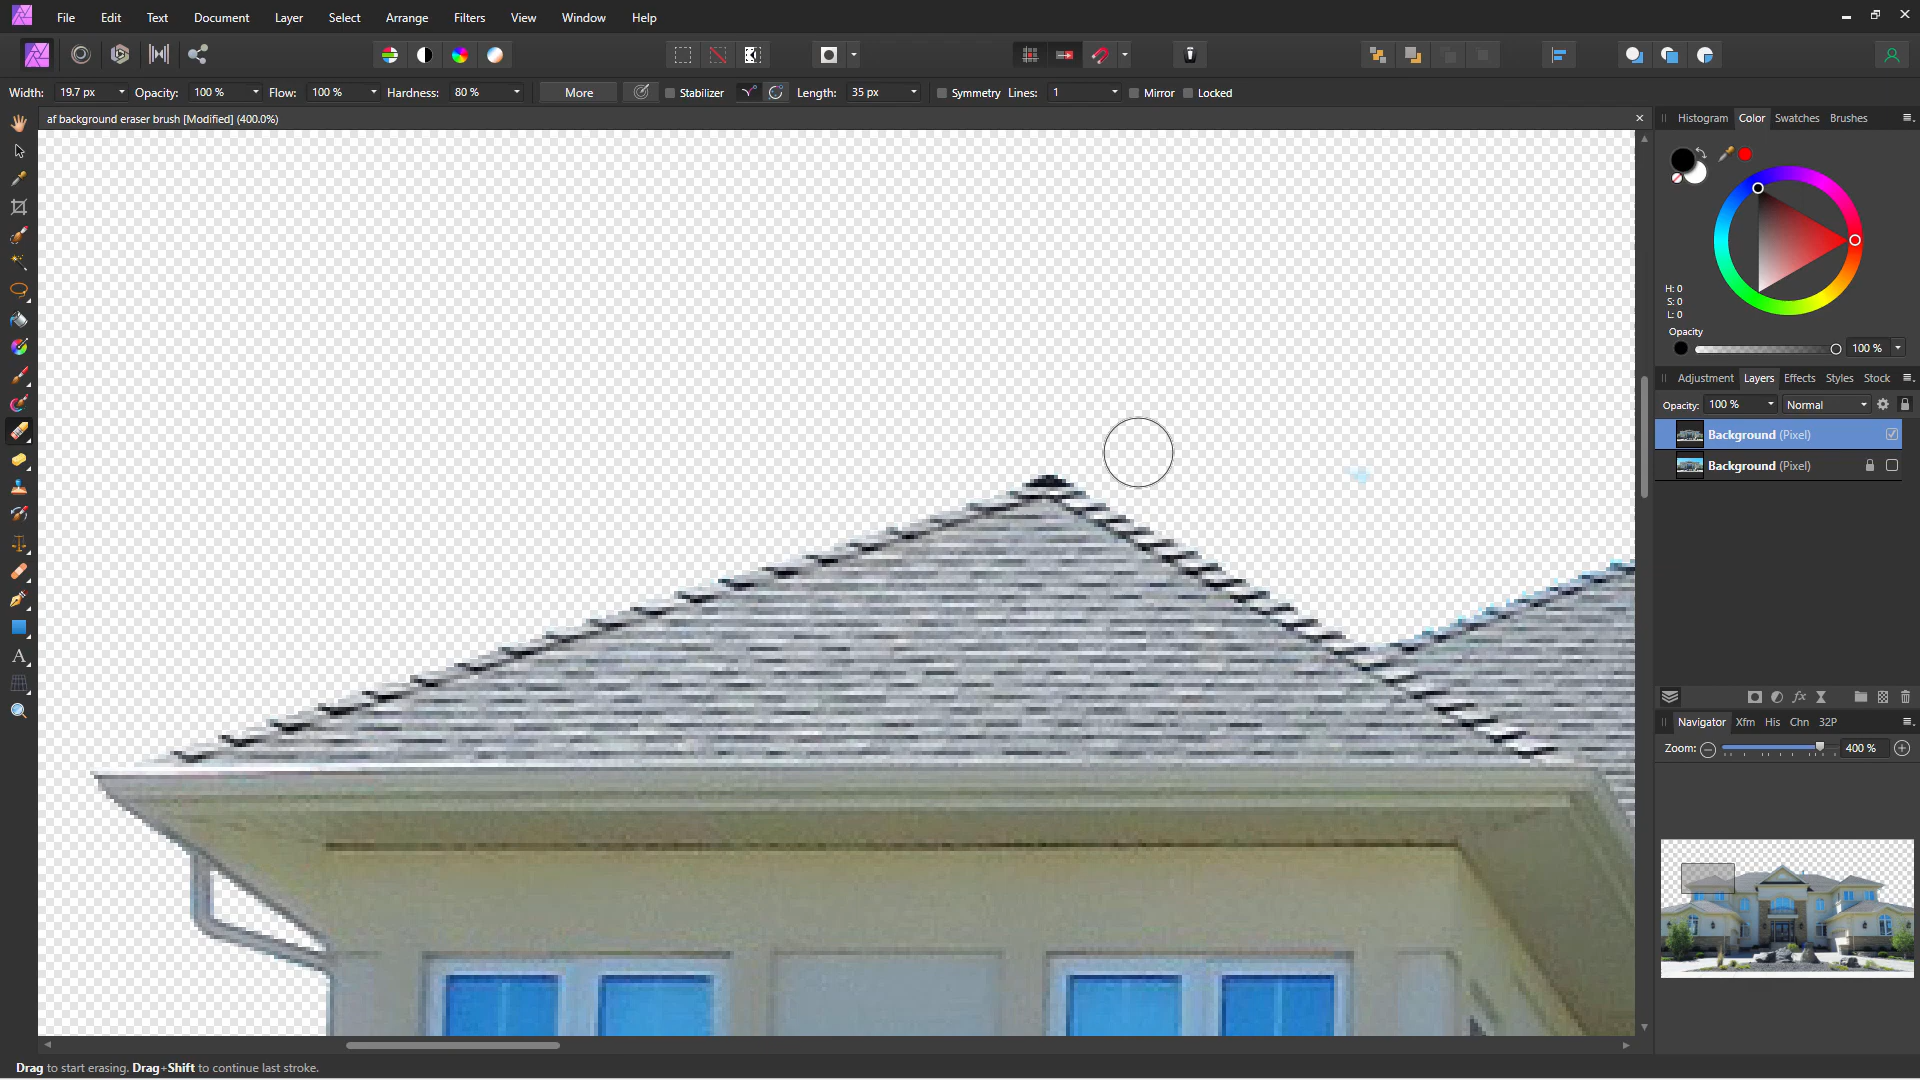 File Edit Text Document Layer Select Arrange Filters View Window Help
Width: 19.7 px Opacity: 100 % Flow: 100 % Hardness: 80 % More Stabilizer Length: 35 px Symmetry Lines: 1 Mirror Locked
af background eraser brush [Modified] (400.0%)
Histogram Color Swatches Brushes
H: 0
S: 0
L: 0
Opacity
100 %
Adjustment Layers Effects Styles Stock
Opacity: 100 % Normal
Background (Pixel)
Background (Pixel)
Navigator Xfm His Chn 32P
Zoom: 400 %
Drag to start erasing. Drag+Shift to continue last stroke.